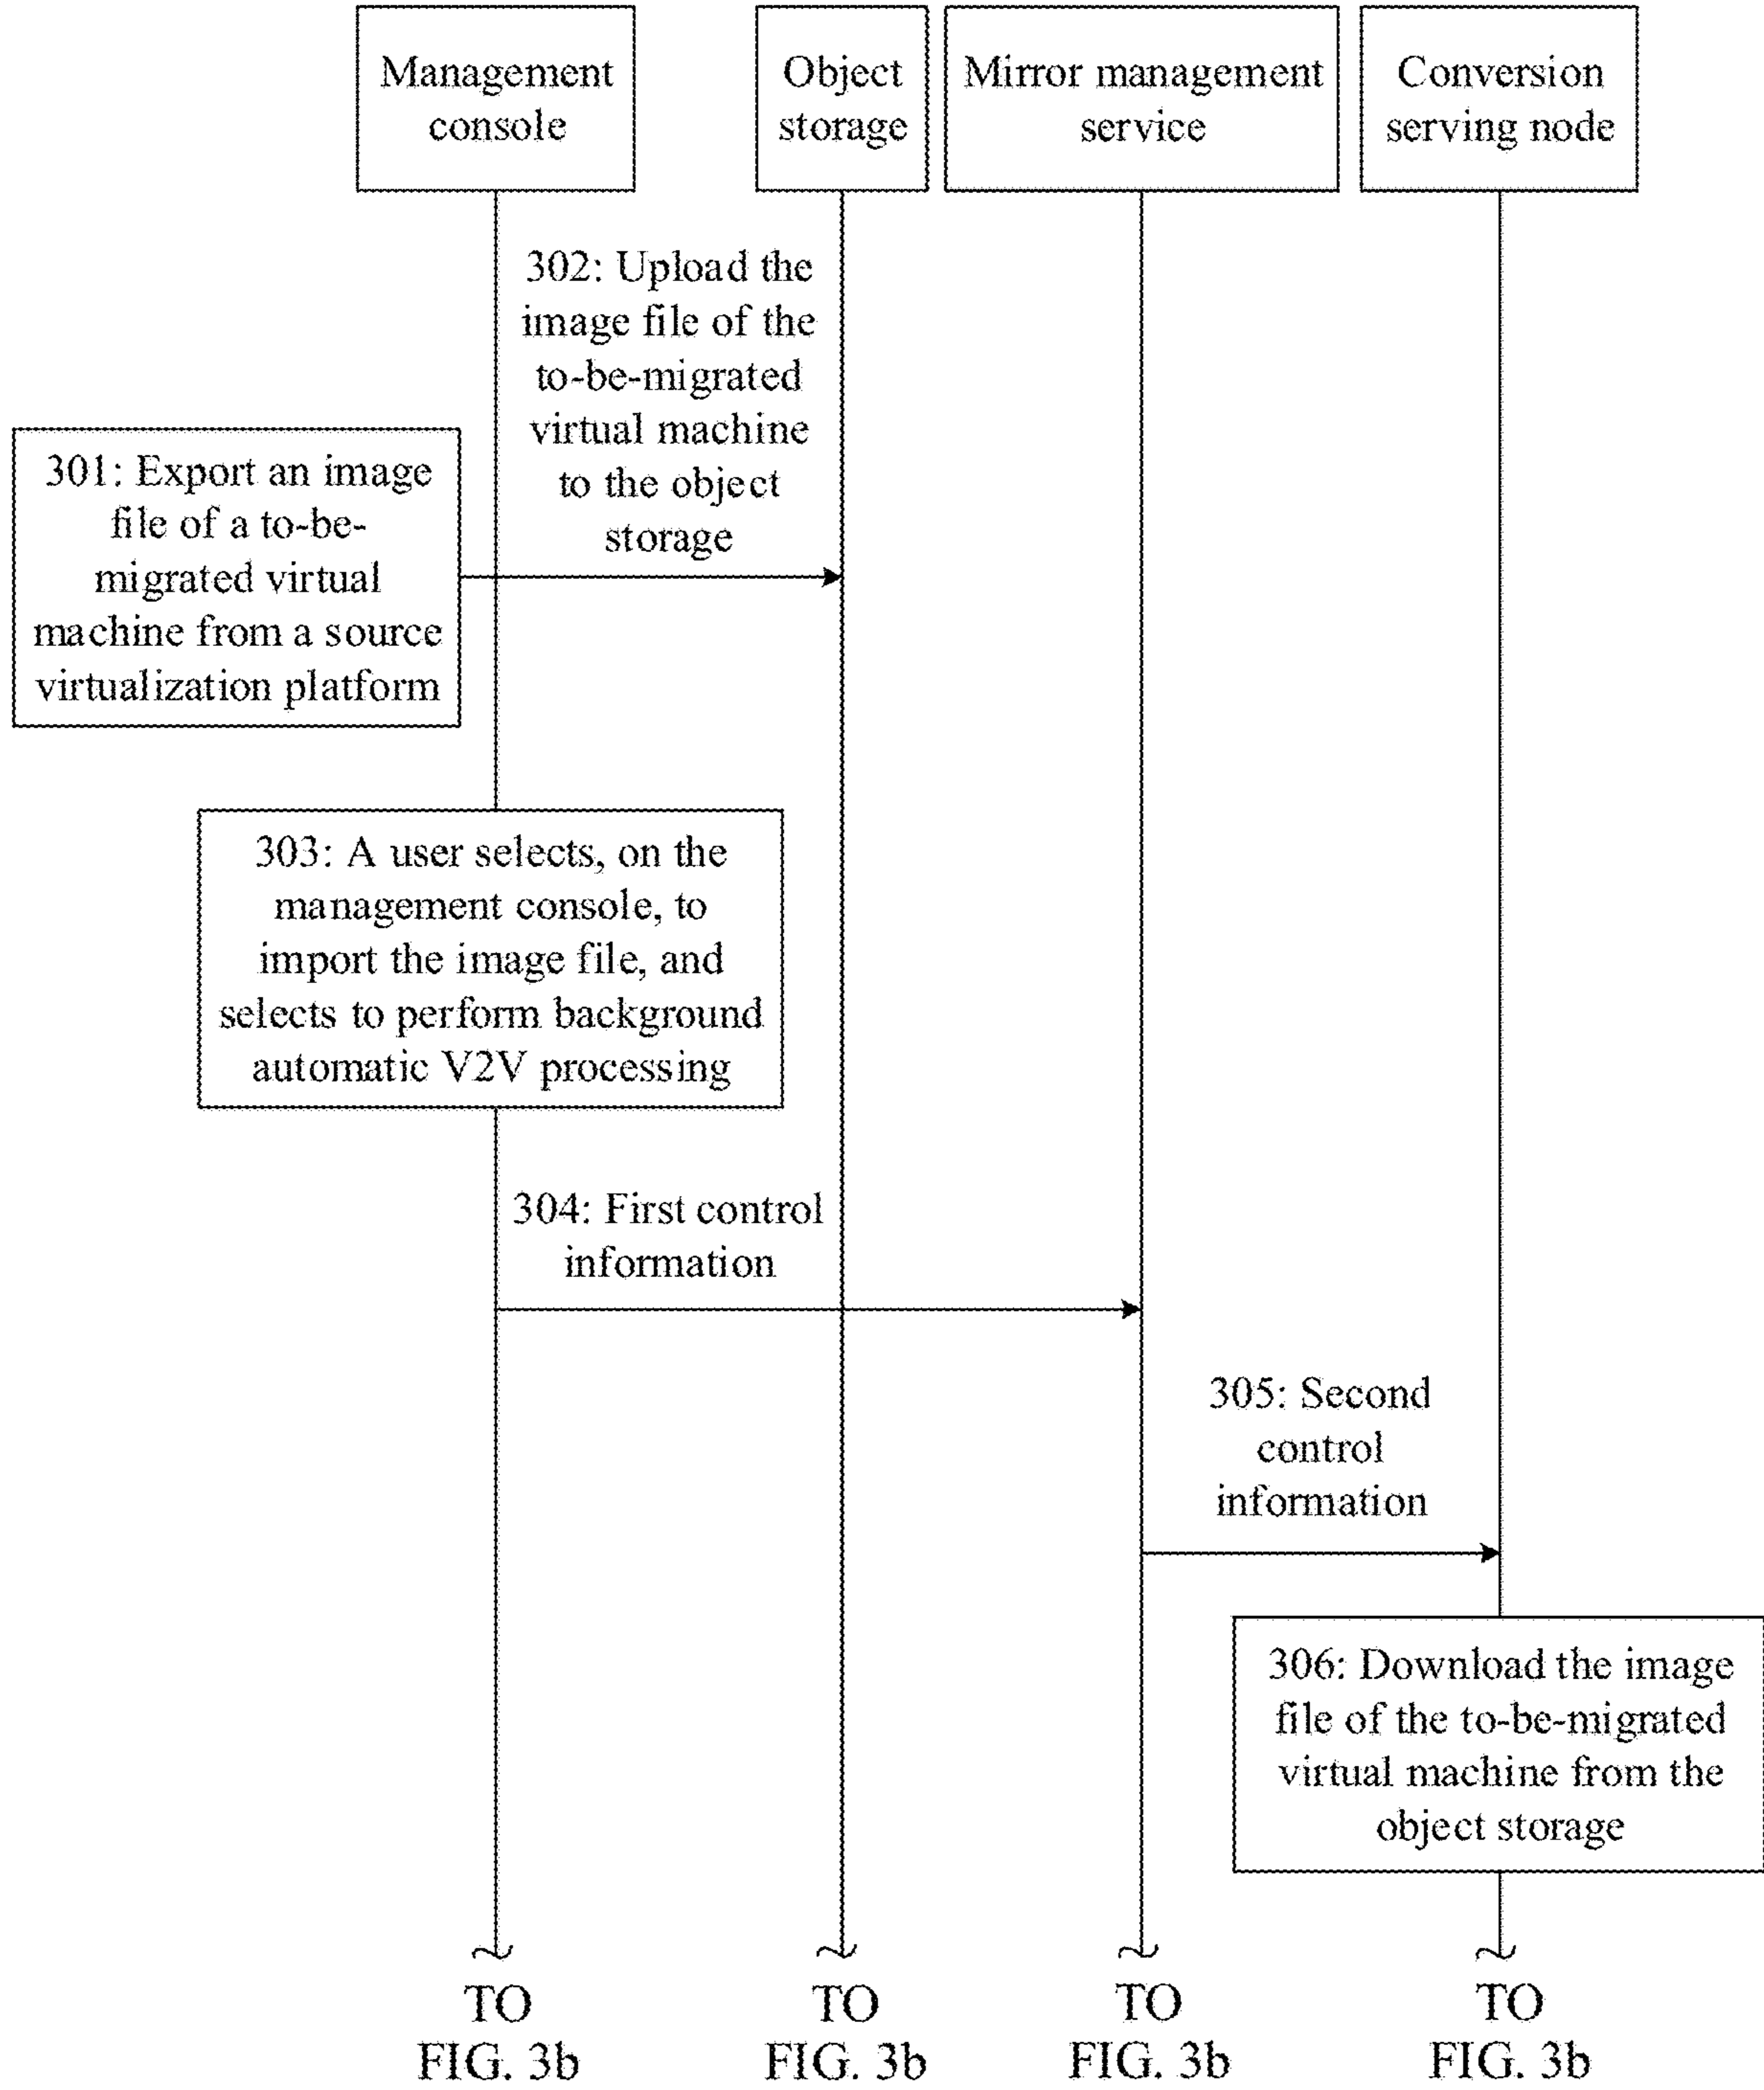 Management
console
Object
storage
Mirror management
service
Conversion
serving node
302: Upload the
image file of the
to-be-migrated
virtual machine
to the object
storage
301: Export an image
file of a to-be-
migrated virtual
machine from a source
virtualization platform
303: A user selects, on the
management console, to
import the image file, and
selects to perform background
automatic V2V processing
304: First control
information
305: Second
control
information
306: Download the image
file of the to-be-migrated
virtual machine from the
object storage
TO
FIG. 3b
TO
FIG. 3b
TO
FIG. 3b
TO
FIG. 3b